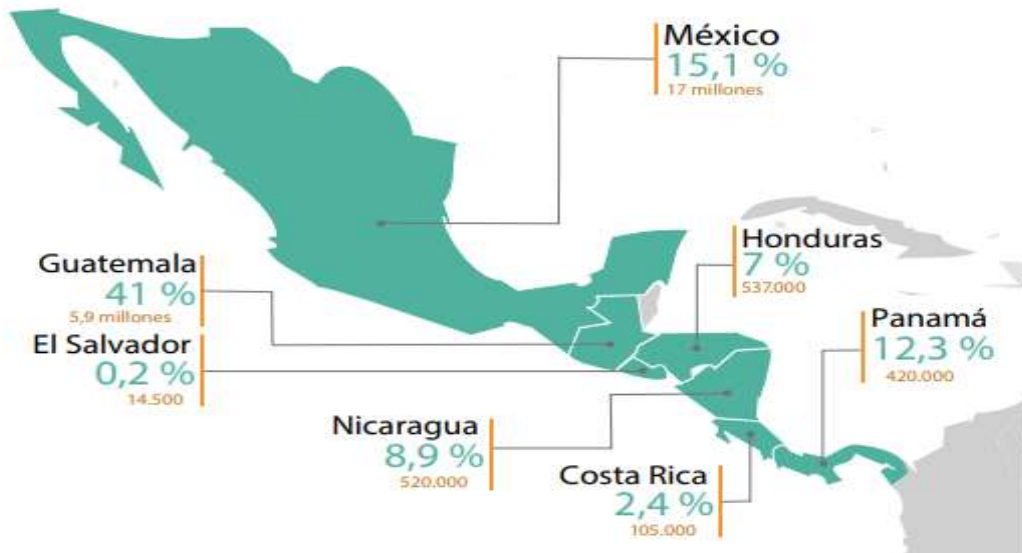 México
15,1 %
17 millones
Honduras
7 %
537.000
Guatemala
41 %
5,9 millones
Panamá
12,3 %
420.000
El Salvador
0,2 %
14.500
Nicaragua
8,9 %
520.000
Costa Rica
2,4 %
105.000